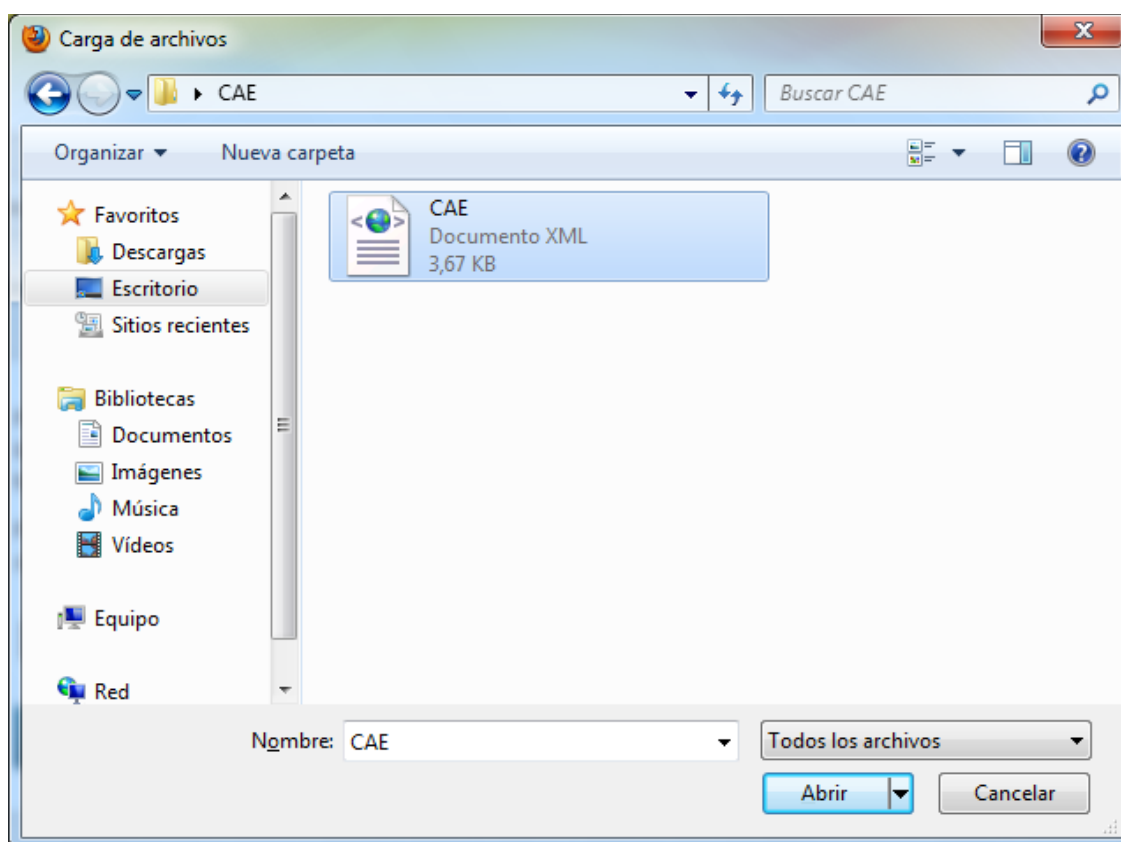 Carga de archivos
CAE
Buscar CAE
Organizar
Nueva carpeta
Favoritos
Descargas
Escritorio
Sitios recientes
Bibliotecas
Documentos
Imágenes
Música
Vídeos
Equipo
Red
CAE
Documento XML
3,67 KB
Nombre: CAE
Todos los archivos
Abrir
Cancelar